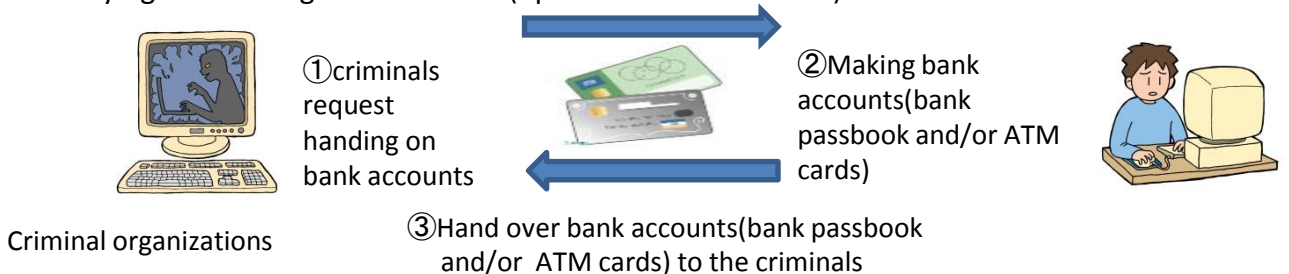 ①criminals
request
handing on
bank accounts
②Making bank
accounts(bank
passbook and/or ATM
cards)
③Hand over bank accounts(bank passbook
and/or ATM cards) to the criminals
Criminal organizations